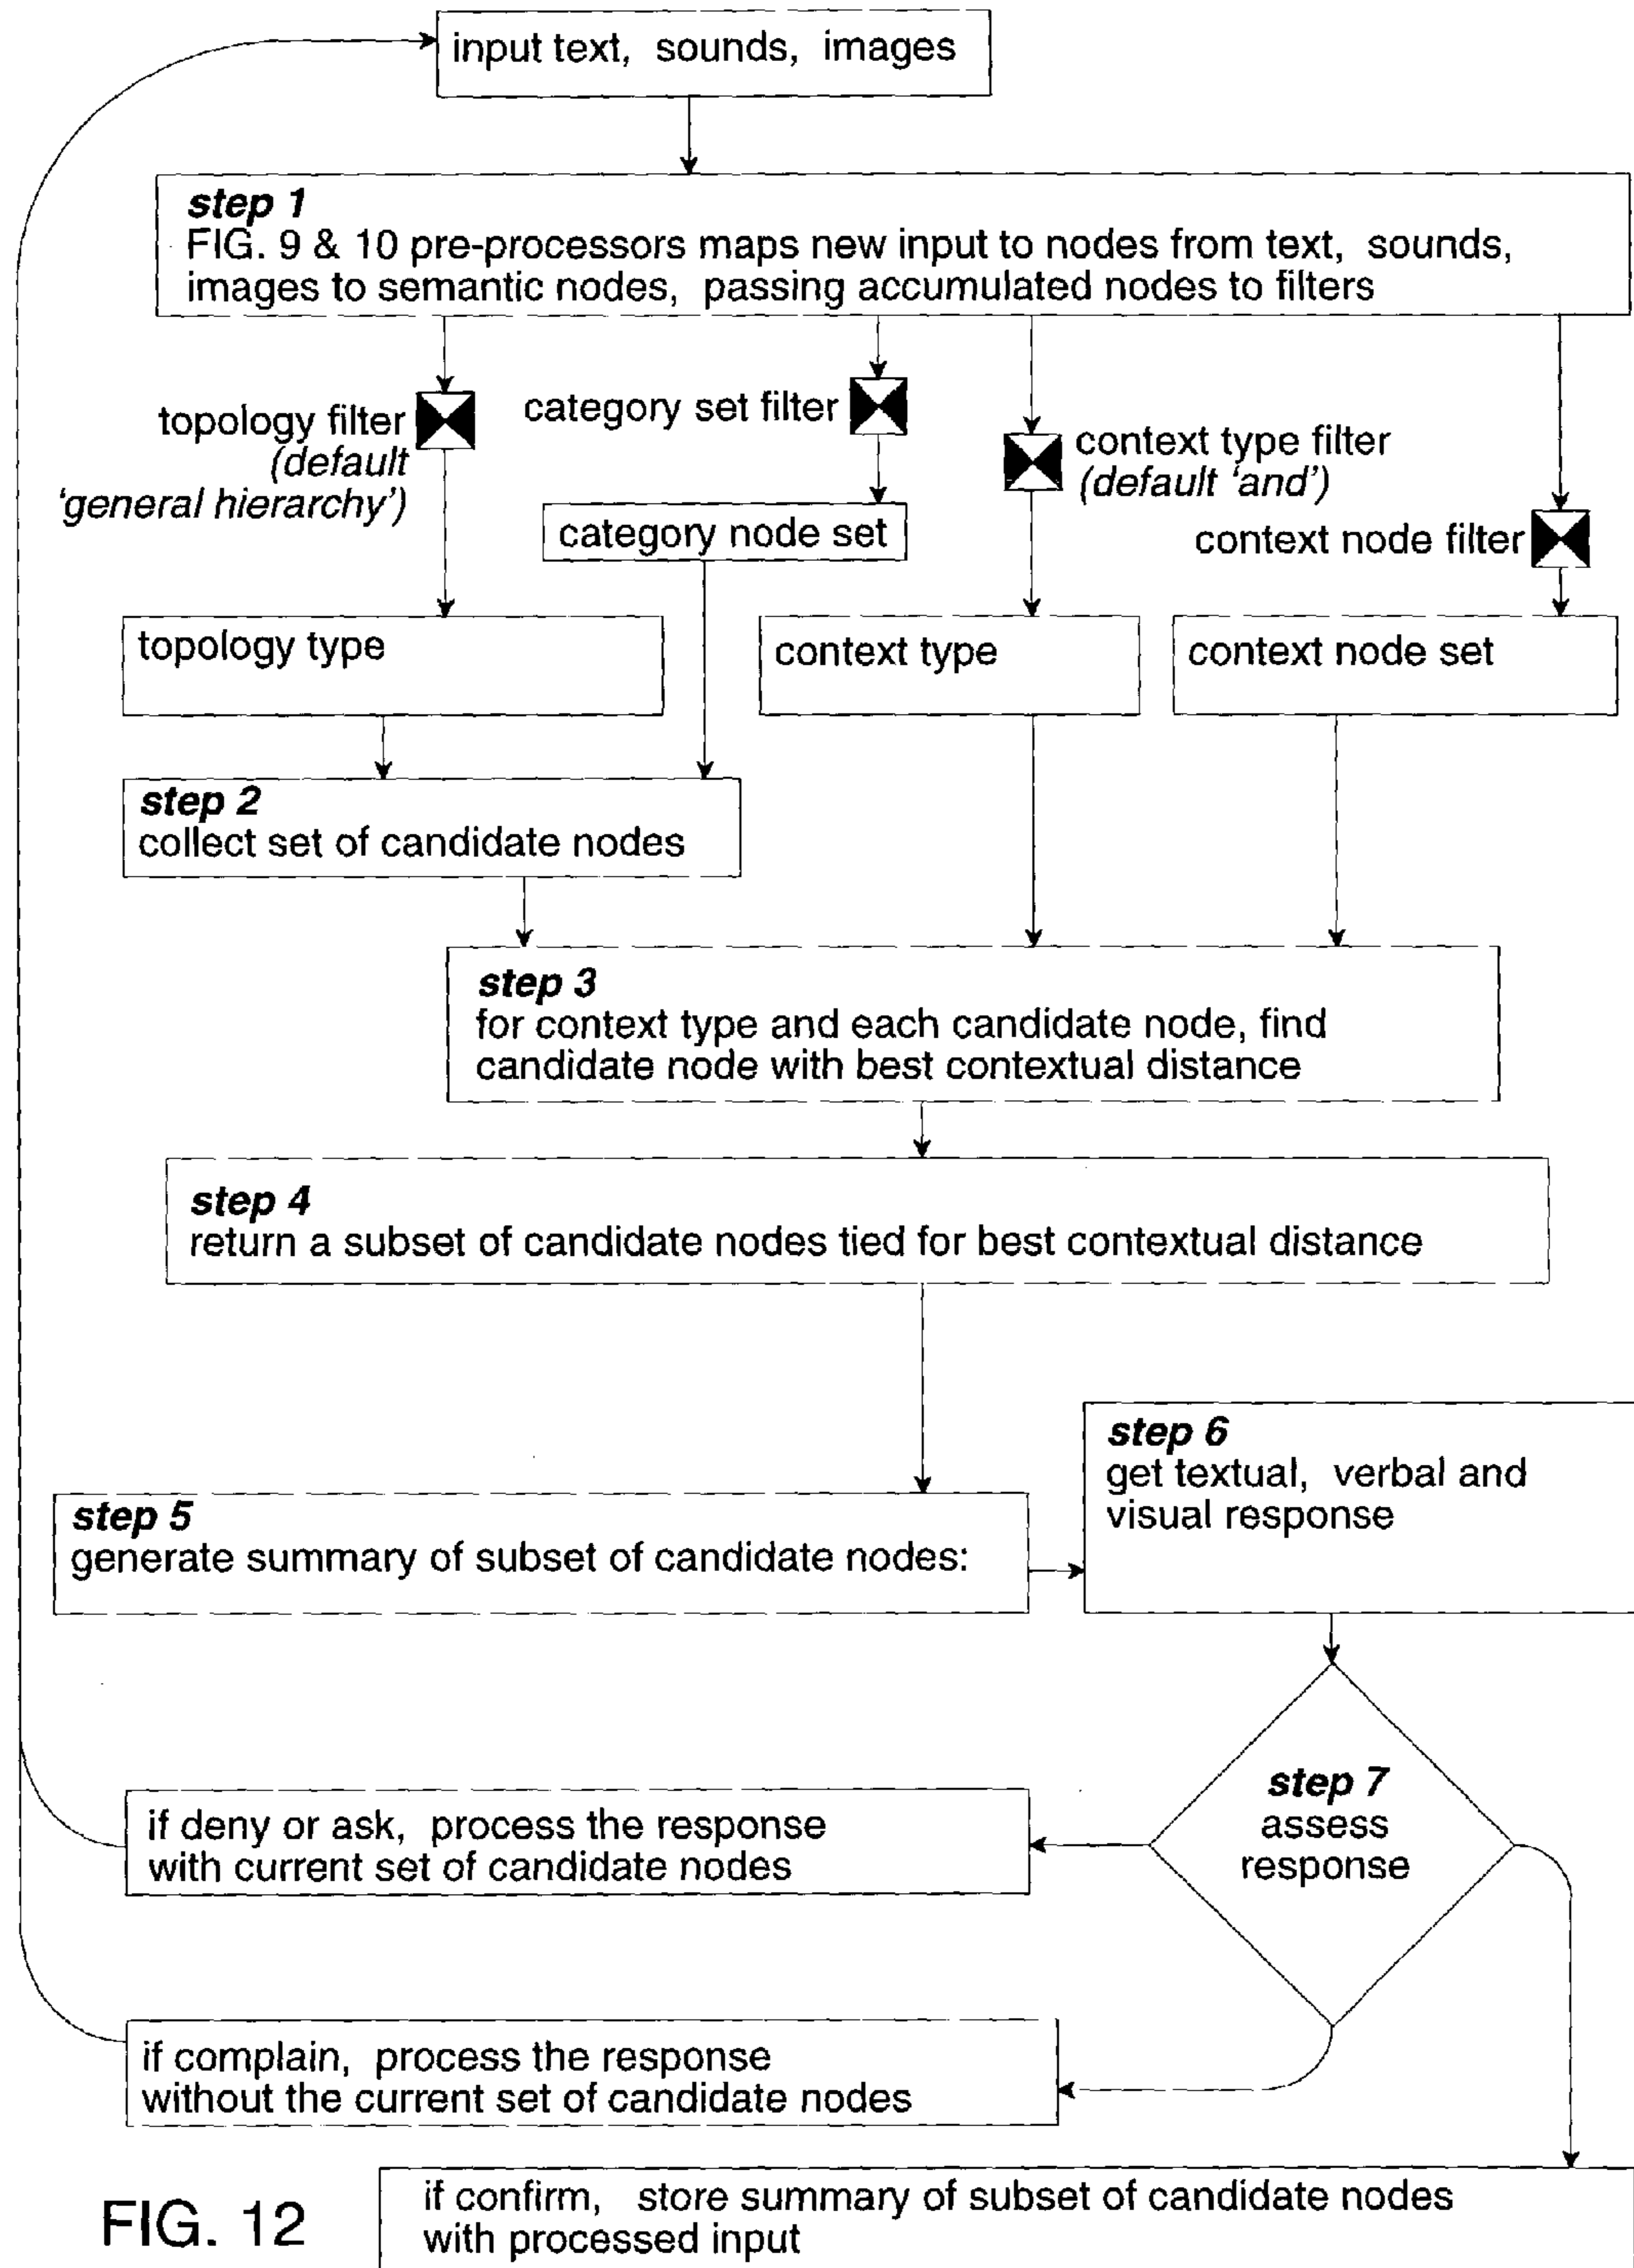 input text, sounds, images
step 1
FIG. 9 & 10 pre-processors maps new input to nodes from text, sounds,
images to semantic nodes, passing accumulated nodes to filters
topology filter
(default
'general hierarchy')
category set filter
context type filter
(default 'and')
context node filter
category node set
topology type
context type
context node set
step 2
collect set of candidate nodes
step 3
for context type and each candidate node, find
candidate node with best contextual distance
step 4
return a subset of candidate nodes tied for best contextual distance
step 5
generate summary of subset of candidate nodes:
step 6
get textual, verbal and
visual response
step 7
assess
response
if deny or ask, process the response
with current set of candidate nodes
if complain, process the response
without the current set of candidate nodes
if confirm, store summary of subset of candidate nodes
with processed input
FIG. 12